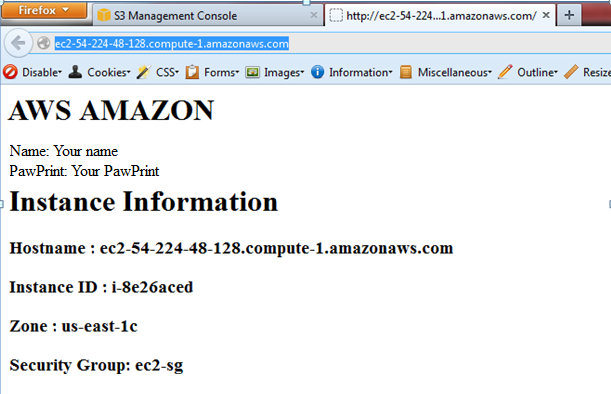 Firefox
S3 Management Console
http://ec2-54-224...1.amazonaws.com/
ec2-54-224-48-128.compute-1.amazonaws.com
Disable Cookies CSS Forms Images Information Miscellaneous Outline Resize
AWS AMAZON
Name: Your name
PawPrint: Your PawPrint
Instance Information
Hostname : ec2-54-224-48-128.compute-1.amazonaws.com
Instance ID : i-8e26aced
Zone : us-east-1c
Security Group: ec2-sg